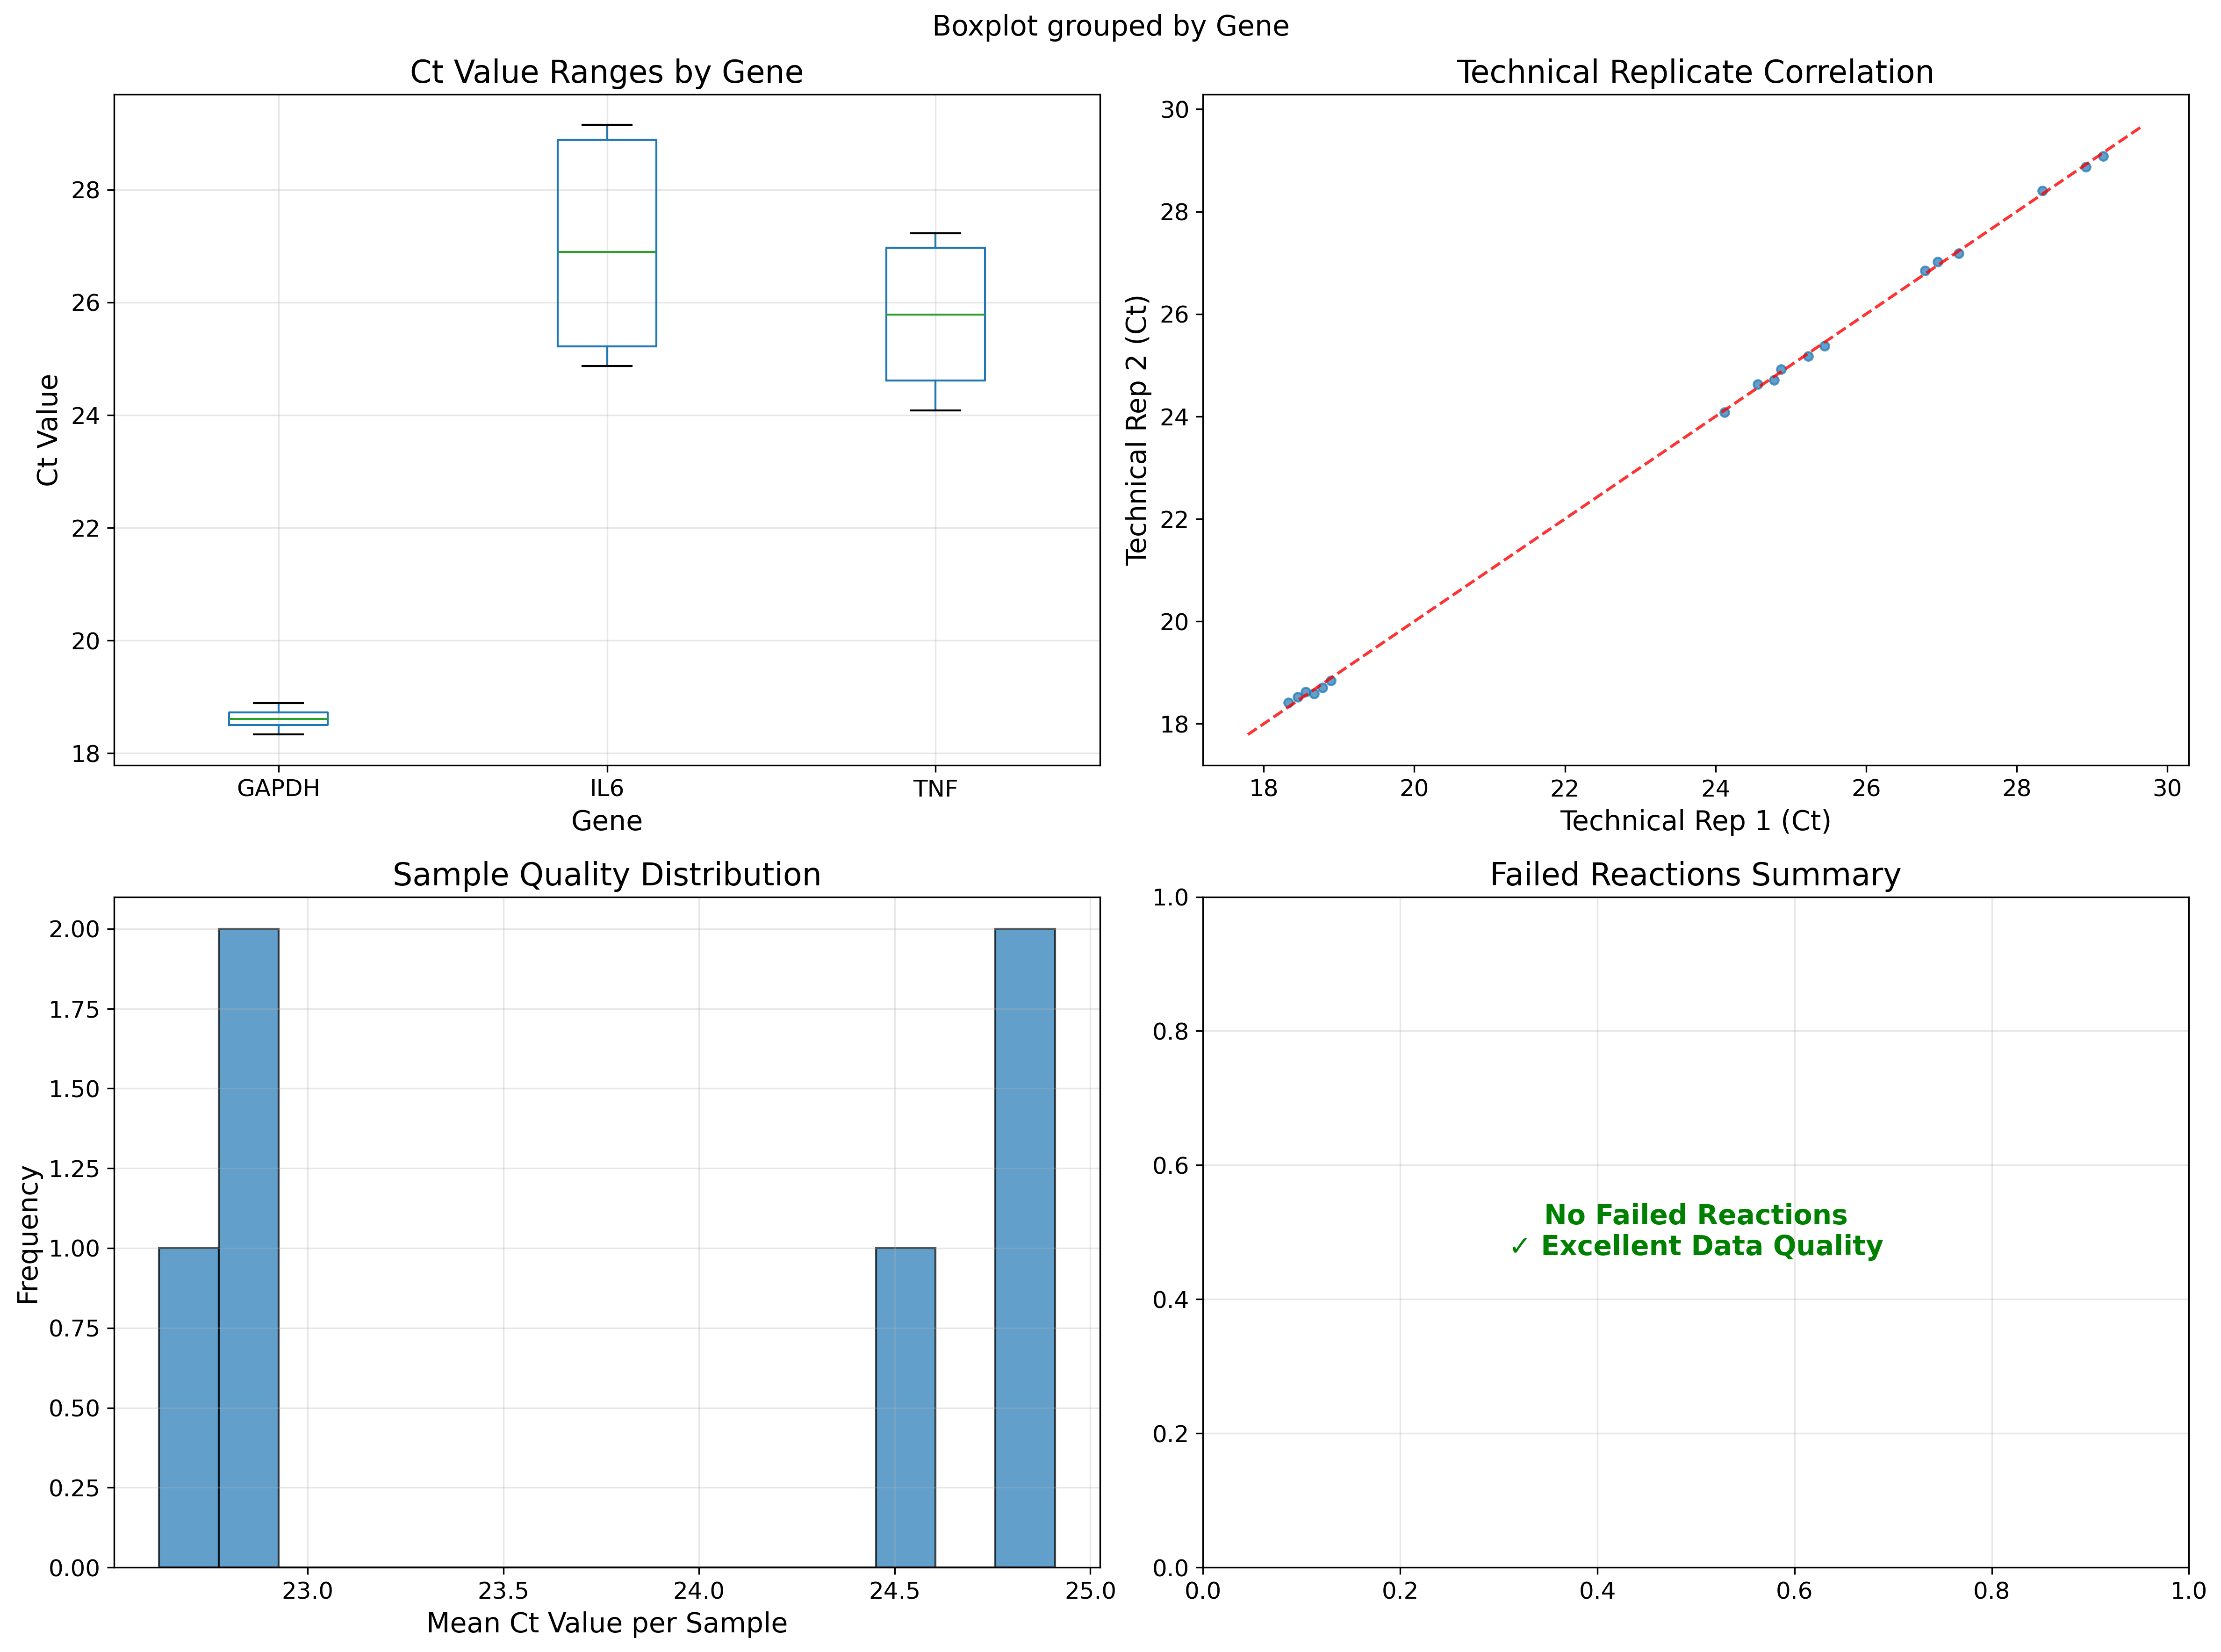 Boxplot grouped by Gene
Ct Value Ranges by Gene
Ct Value
28
26
24
22
20
18
GAPDH
IL6
TNF
Gene
Technical Replicate Correlation
Technical Rep 2 (Ct)
30
28
26
24
22
20
18
18
20
22
24
26
28
30
Technical Rep 1 (Ct)
Sample Quality Distribution
Frequency
2.00
1.75
1.50
1.25
1.00
0.75
0.50
0.25
0.00
23.0
23.5
24.0
24.5
25.0
Mean Ct Value per Sample
Failed Reactions Summary
1.0
0.8
0.6
0.4
0.2
0.0
No Failed Reactions
✓ Excellent Data Quality
0.0
0.2
0.4
0.6
0.8
1.0